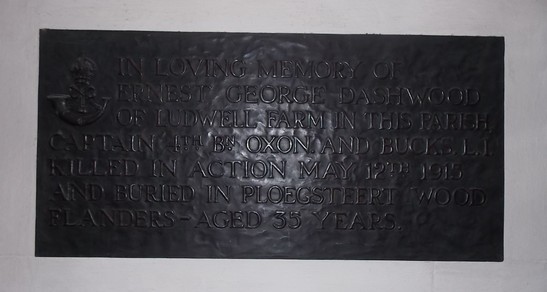 IN LOVING MEMORY OF
ERNEST GEORGE DASHWOOD
OF LUDWELL FARM IN THIS PARISH
CAPTAIN 4TH BN OXON. AND BUCKS. L.I.
KILLED IN ACTION MAY 12TH 1915
AND BURIED IN PLOEGSTEERT WOOD
FLANDERS - AGED 35 YEARS.